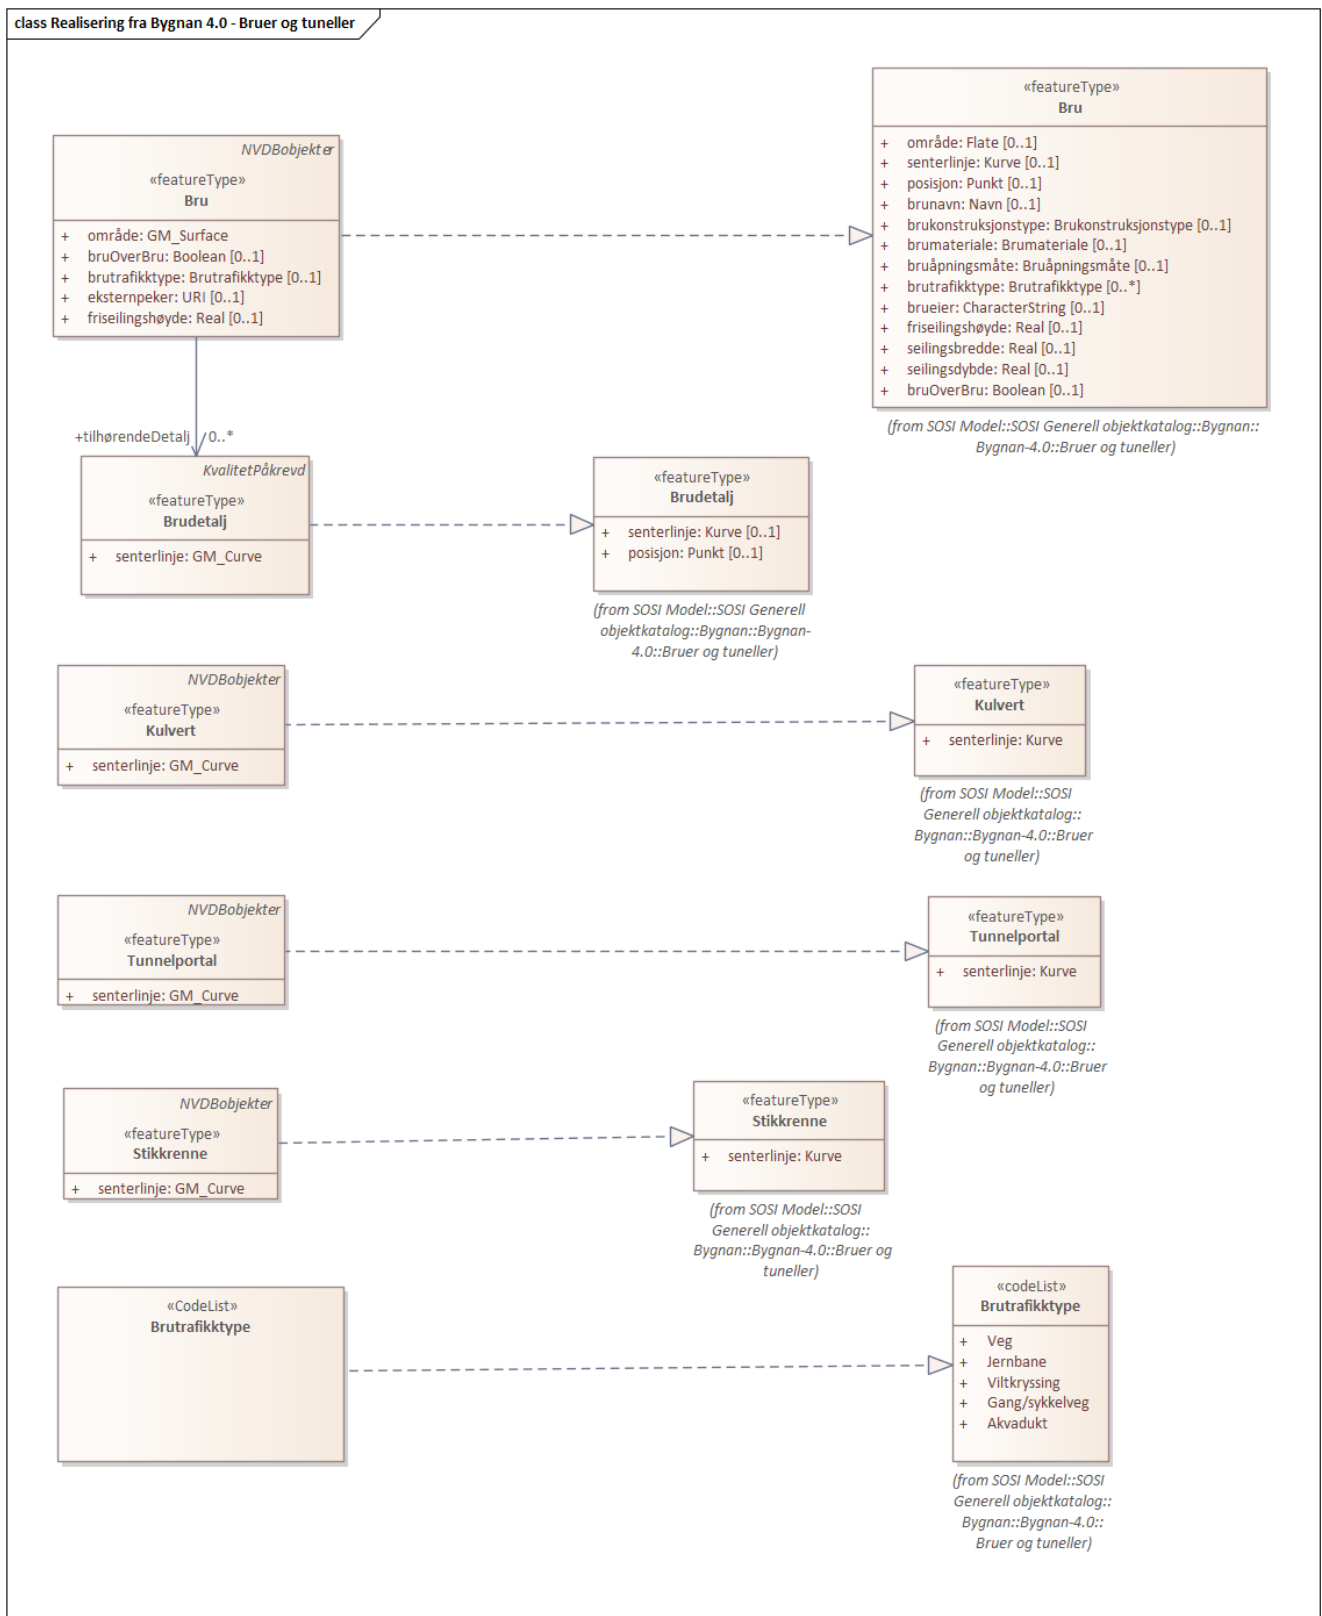 class Realisering fra Bygnan 4.0 - Bruer og tuneller
NVDBobjekter
«featureType»
Bru
+ område: GM_Surface
+ bruOverBru: Boolean [0..1]
+ brutrafikktype: Brutrafikktype [0..1]
+ eksternpeker: URI [0..1]
+ friseilingshøyde: Real [0..1]
«featureType»
Bru
+ område: Flate [0..1]
+ senterlinje: Kurve [0..1]
+ posisjon: Punkt [0..1]
+ brunavn: Navn [0..1]
+ brukonstruksjonstype: Brukonstruksjonstype [0..1]
+ brumateriale: Brumateriale [0..1]
+ bruåpningsmåte: Bruåpningsmåte [0..1]
+ brutrafikktype: Brutrafikktype [0..*]
+ brueier: CharacterString [0..1]
+ friseilingshøyde: Real [0..1]
+ seilingsbredde: Real [0..1]
+ seilingsdybde: Real [0..1]
+ bruOverBru: Boolean [0..1]
(from SOSI Model::SOSI Generell objektkatalog::Bygnan::
Bygnan-4.0::Bruer og tuneller)
+tilhørendeDetalj 0..*
KvalitetPåkrevd
«featureType»
Brudetalj
+ senterlinje: GM_Curve
«featureType»
Brudetalj
+ senterlinje: Kurve [0..1]
+ posisjon: Punkt [0..1]
(from SOSI Model::SOSI Generell
objektkatalog::Bygnan::Bygnan-
4.0::Bruer og tuneller)
NVDBobjekter
«featureType»
Kulvert
+ senterlinje: GM_Curve
«featureType»
Kulvert
+ senterlinje: Kurve
(from SOSI Model::SOSI
Generell objektkatalog::
Bygnan::Bygnan-4.0::Bruer
og tuneller)
NVDBobjekter
«featureType»
Tunnelportal
+ senterlinje: GM_Curve
«featureType»
Tunnelportal
+ senterlinje: Kurve
(from SOSI Model::SOSI
Generell objektkatalog::
Bygnan::Bygnan-4.0::Bruer
og tuneller)
NVDBobjekter
«featureType»
Stikkrenne
+ senterlinje: GM_Curve
«featureType»
Stikkrenne
+ senterlinje: Kurve
(from SOSI Model::SOSI
Generell objektkatalog::
Bygnan::Bygnan-4.0::Bruer og
tuneller)
«CodeList»
Brutrafikktype
«codeList»
Brutrafikktype
+ Veg
+ Jernbane
+ Viltkryssing
+ Gang/sykkelveg
+ Akvadukt
(from SOSI Model::SOSI
Generell objektkatalog::
Bygnan::Bygnan-4.0::
Bruer og tuneller)